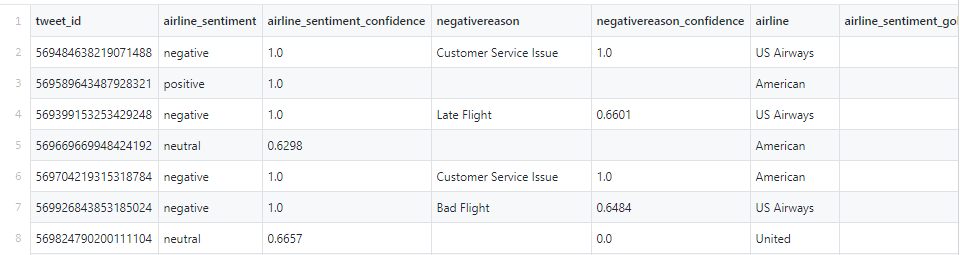 1 tweet_id airline_sentiment airline_sentiment_confidence negativereason negativereason_confidence airline airline_sentiment_gol
2 569484638219071488 negative 1.0 Customer Service Issue 1.0 US Airways
3 569589643487928321 positive 1.0 American
4 569399153253429248 negative 1.0 Late Flight 0.6601 US Airways
5 569669669948424192 neutral 0.6298 American
6 569704219315318784 negative 1.0 Customer Service Issue 1.0 American
7 569926843853185024 negative 1.0 Bad Flight 0.6484 US Airways
8 569824790200111104 neutral 0.6657 0.0 United